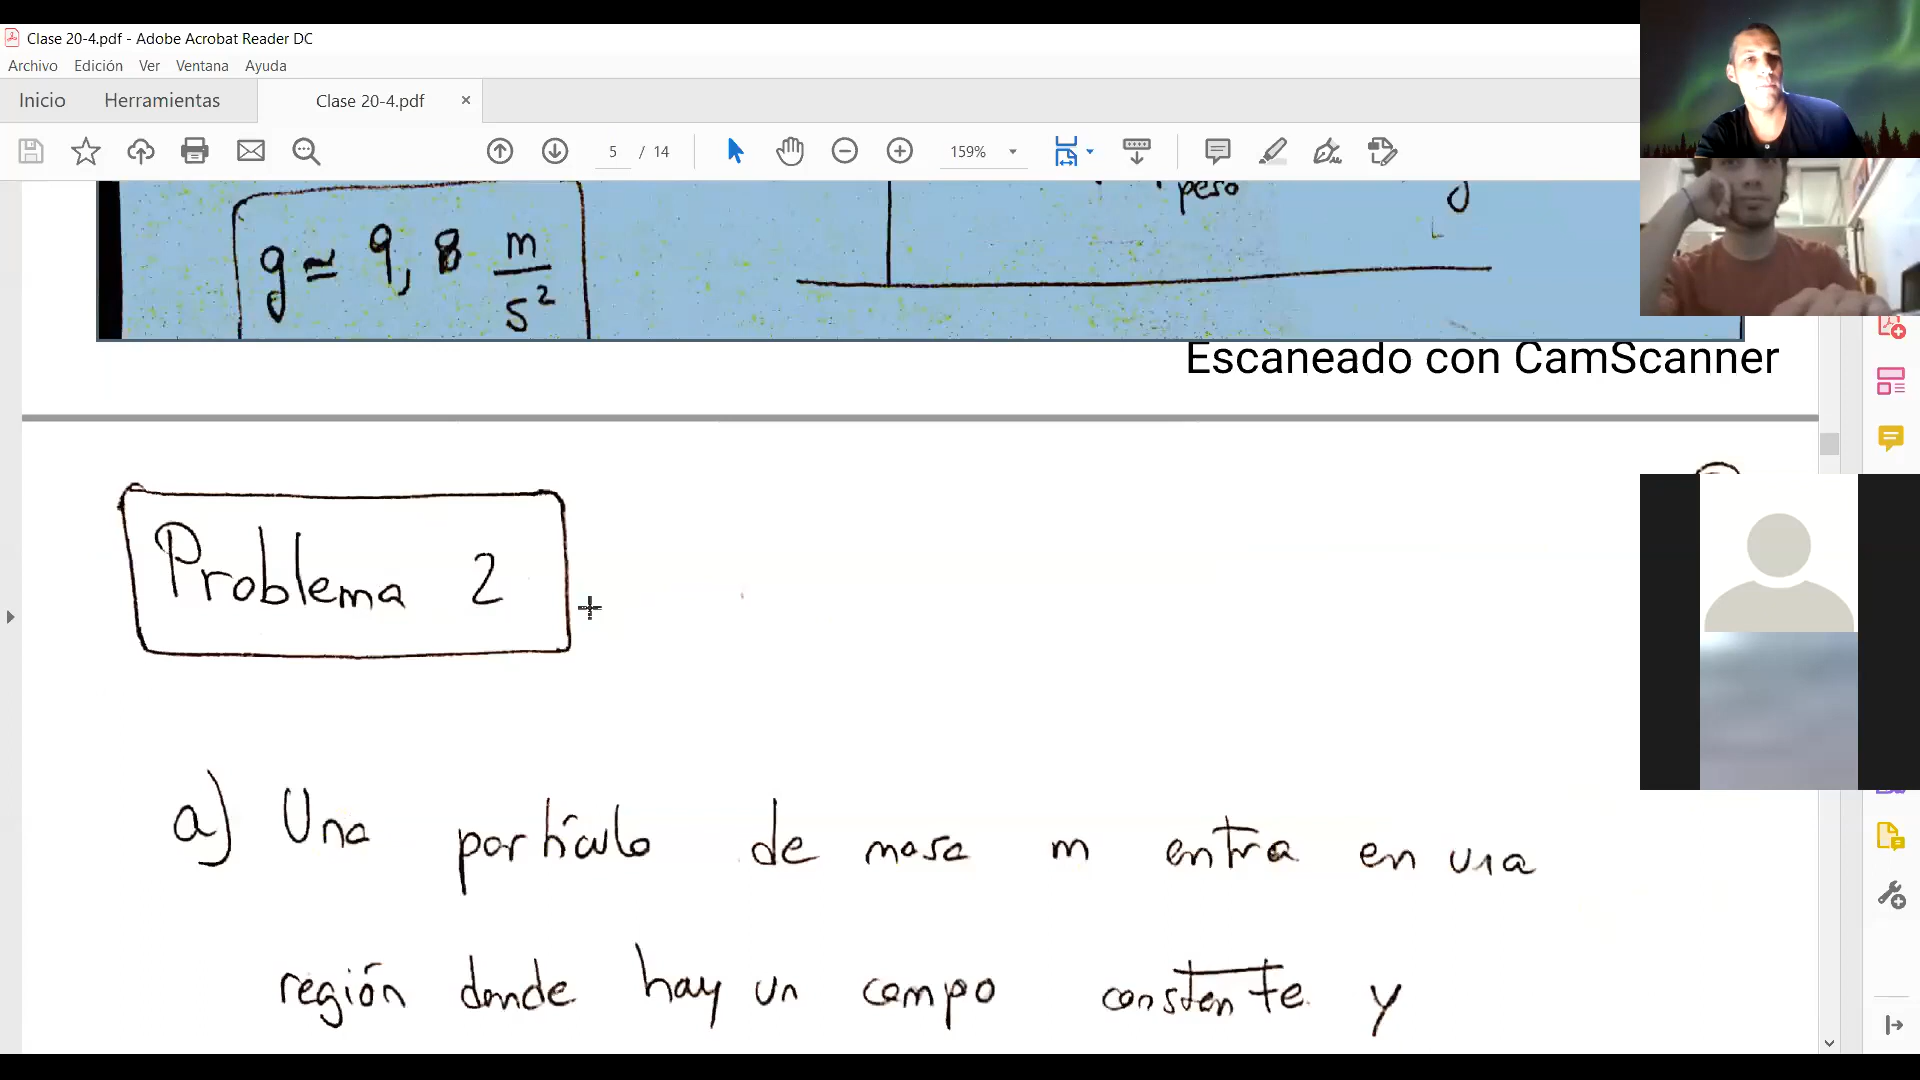 Clase 20-4.pdf - Adobe Acrobat Reader DC
Archivo Edición Ver Ventana Ayuda
Inicio Herramientas Clase 20-4.pdf ×
5 / 14 159%
peso g
g ≃ 9,8 m/s²
Escaneado con CamScanner
Problema 2
a) Una partícula de masa m entra en una
región donde hay un campo constante y